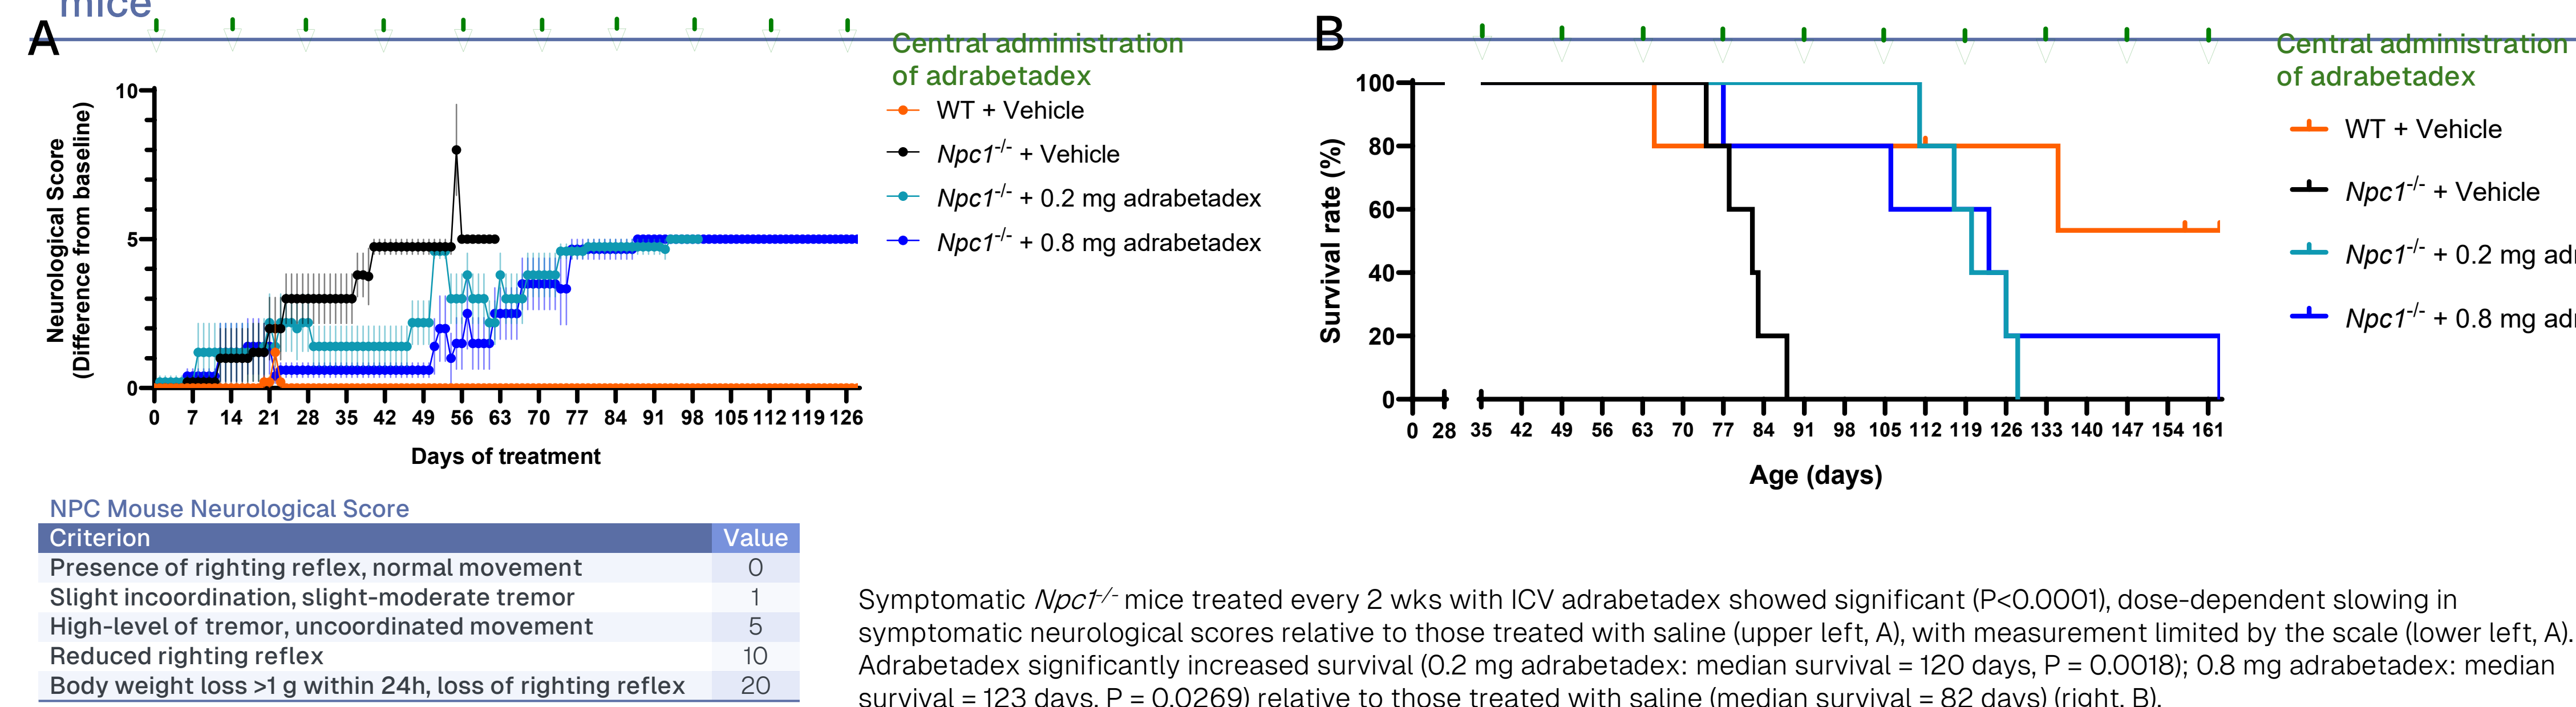 mice
A
Central administration
of adrabetadex
WT + Vehicle
Npc1-/- + Vehicle
Npc1-/- + 0.2 mg adrabetadex
Npc1-/- + 0.8 mg adrabetadex
Neurological Score
(Difference from baseline)
10
5
0
0 7 14 21 28 35 42 49 56 63 70 77 84 91 98 105 112 119 126
Days of treatment
B
Central administration
of adrabetadex
WT + Vehicle
Npc1-/- + Vehicle
Npc1-/- + 0.2 mg adr
Npc1-/- + 0.8 mg adr
Survival rate (%)
100
80
60
40
20
0
0 28 35 42 49 56 63 70 77 84 91 98 105 112 119 126 133 140 147 154 161
Age (days)
NPC Mouse Neurological Score
Criterion Value
Presence of righting reflex, normal movement 0
Slight incoordination, slight-moderate tremor 1
High-level of tremor, uncoordinated movement 5
Reduced righting reflex 10
Body weight loss >1 g within 24h, loss of righting reflex 20
Symptomatic Npc1-/- mice treated every 2 wks with ICV adrabetadex showed significant (P<0.0001), dose-dependent slowing in
symptomatic neurological scores relative to those treated with saline (upper left, A), with measurement limited by the scale (lower left, A).
Adrabetadex significantly increased survival (0.2 mg adrabetadex: median survival = 120 days, P = 0.0018); 0.8 mg adrabetadex: median
survival = 123 days, P = 0.0269) relative to those treated with saline (median survival = 82 days) (right, B).